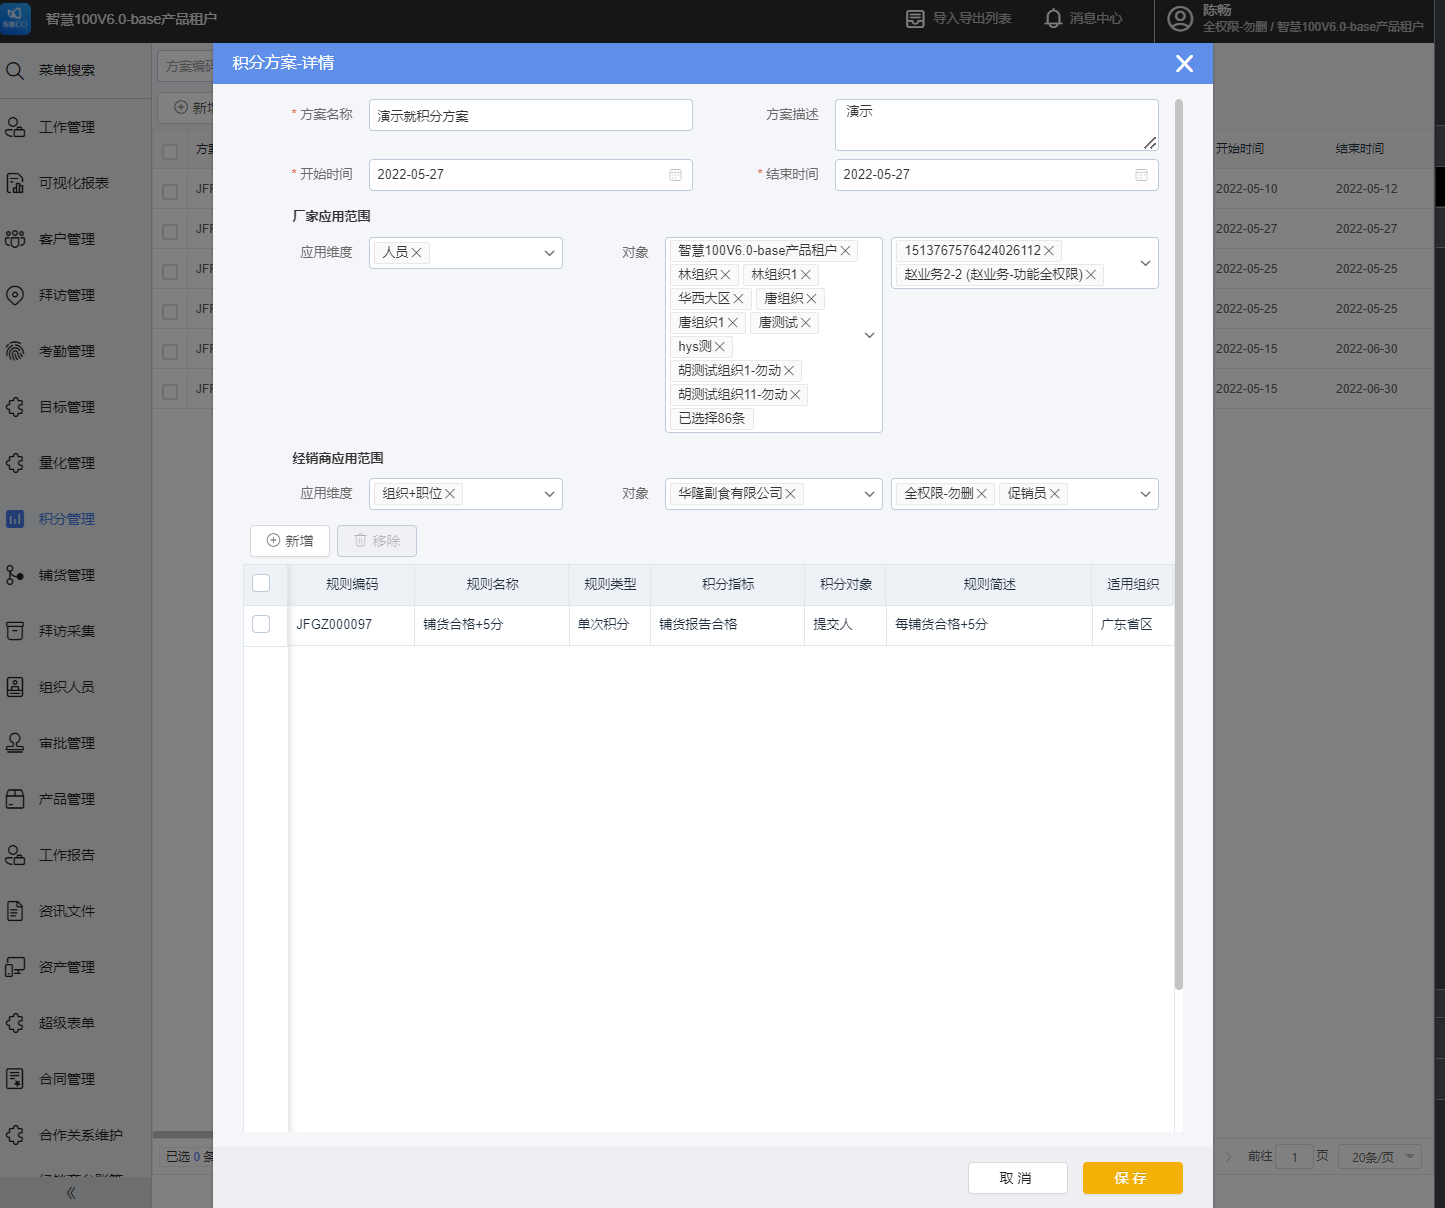 智慧100V6.0-base产品租户
导入导出列表
消息中心
陈畅
全权限-勿删 / 智慧100V6.0-base产品租户
菜单搜索
工作管理
可视化报表
客户管理
拜访管理
考勤管理
目标管理
量化管理
积分管理
铺货管理
拜访采集
组织人员
审批管理
产品管理
工作报告
资讯文件
资产管理
超级表单
合同管理
合作关系维护
方案编码
新增
积分方案-详情
* 方案名称 演示就积分方案
方案描述 演示
* 开始时间 2022-05-27
* 结束时间 2022-05-27
厂家应用范围
应用维度 人员
对象
智慧100V6.0-base产品租户
林组织 林组织1
华西大区 唐组织
唐组织1 唐测试
hys测
胡测试组织1-勿动
胡测试组织11-勿动
已选择86条
1513767576424026112
赵业务2-2 (赵业务-功能全权限)
经销商应用范围
应用维度 组织+职位
对象 华隆副食有限公司
全权限-勿删 促销员
新增 移除
规则编码 规则名称 规则类型 积分指标 积分对象 规则简述 适用组织
JFGZ000097 铺货合格+5分 单次积分 铺货报告合格 提交人 每铺货合格+5分 广东省区
取 消 保 存
开始时间 结束时间
2022-05-10 2022-05-12
2022-05-27 2022-05-27
2022-05-25 2022-05-25
2022-05-25 2022-05-25
2022-05-15 2022-06-30
2022-05-15 2022-06-30
已选 0 条
前往 1 页 20条/页